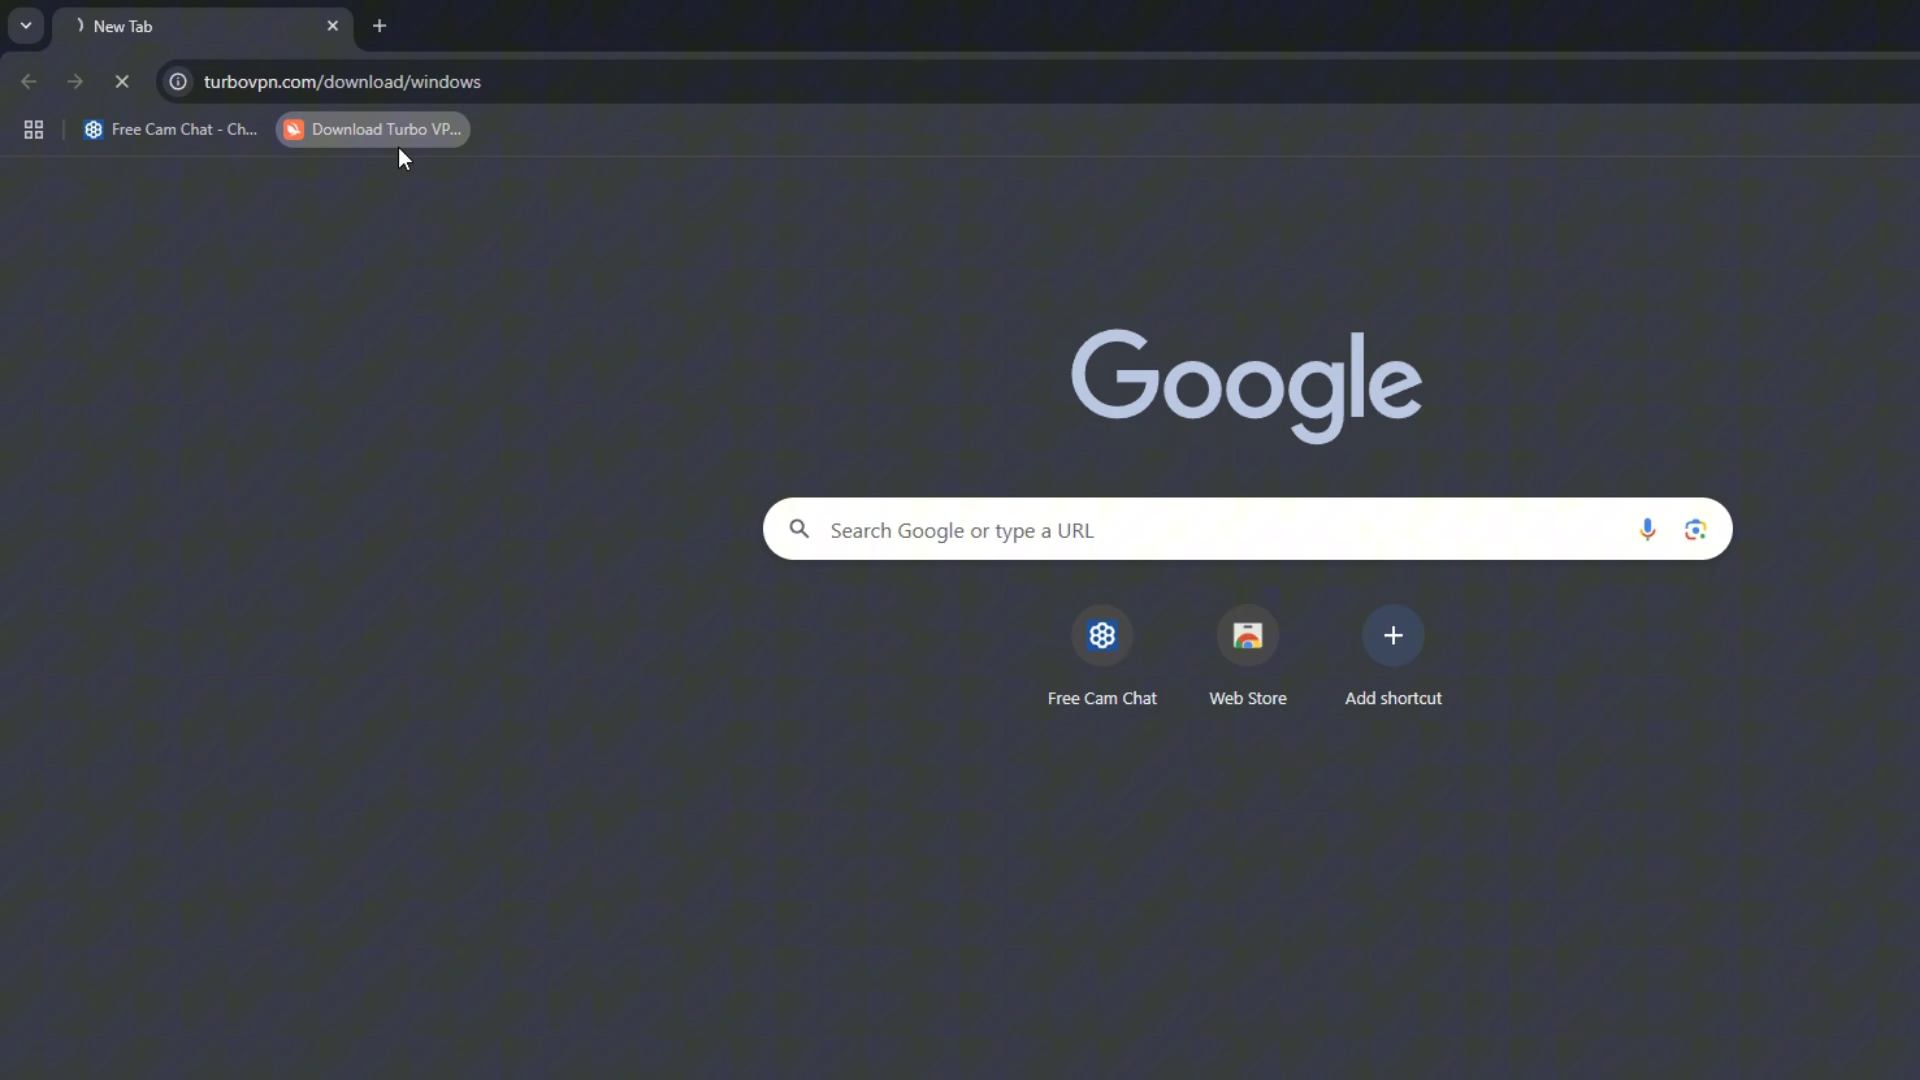 New Tab
turbovpn.com/download/windows
Free Cam Chat - Ch...
Download Turbo VP...
Google
Search Google or type a URL
Free Cam Chat
Web Store
Add shortcut